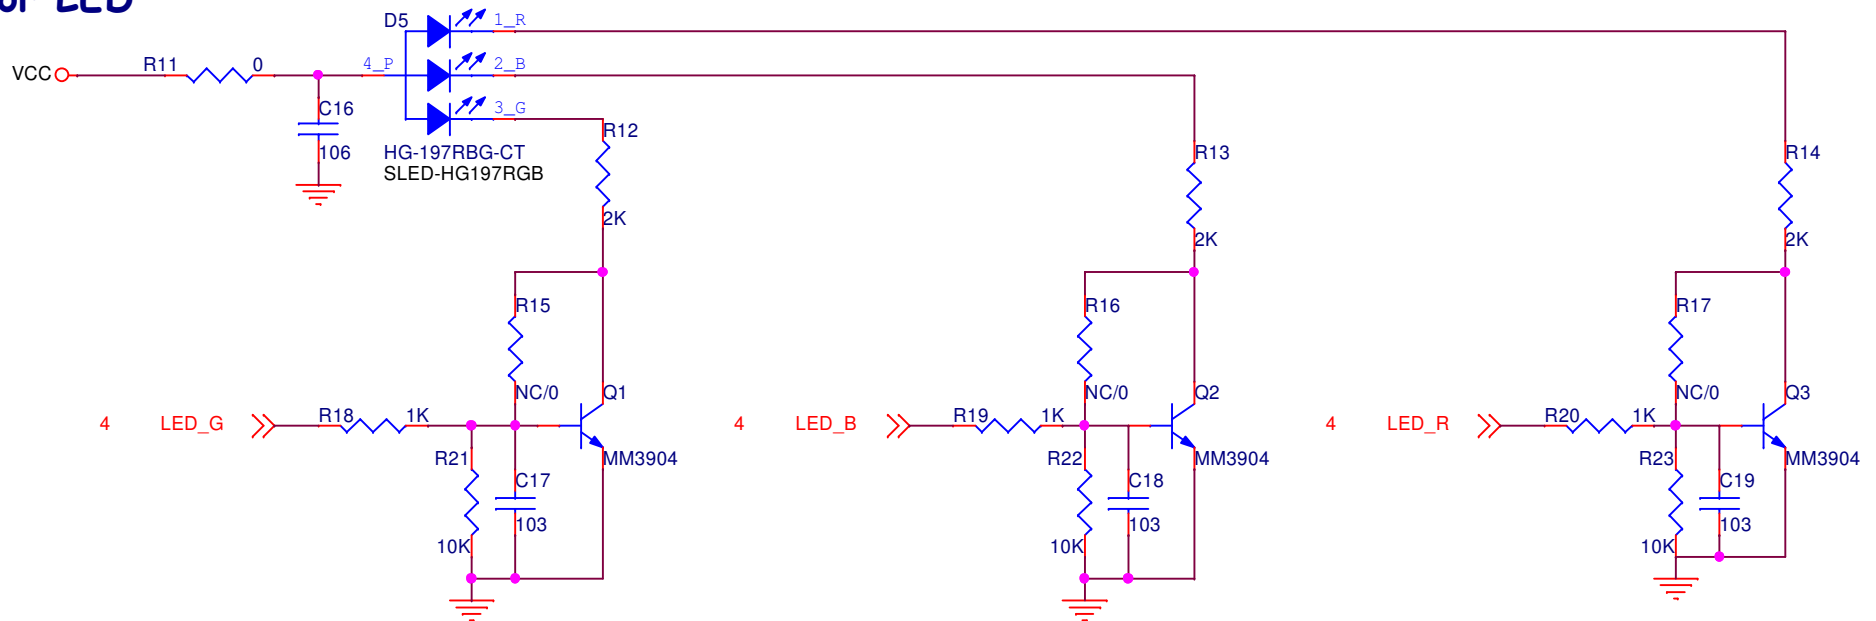 LED
D5
1_R
VCC
R11
0
4_P
2_B
C16
3_G
106
HG-197RBG-CT
SLED-HG197RGB
R12
2K
R13
2K
R14
2K
R15
NC/0
Q1
R16
NC/0
Q2
R17
NC/0
Q3
4
LED_G
R18
1K
4
LED_B
R19
1K
4
LED_R
R20
1K
R21
MM3904
R22
MM3904
R23
MM3904
C17
103
10K
C18
103
10K
C19
103
10K